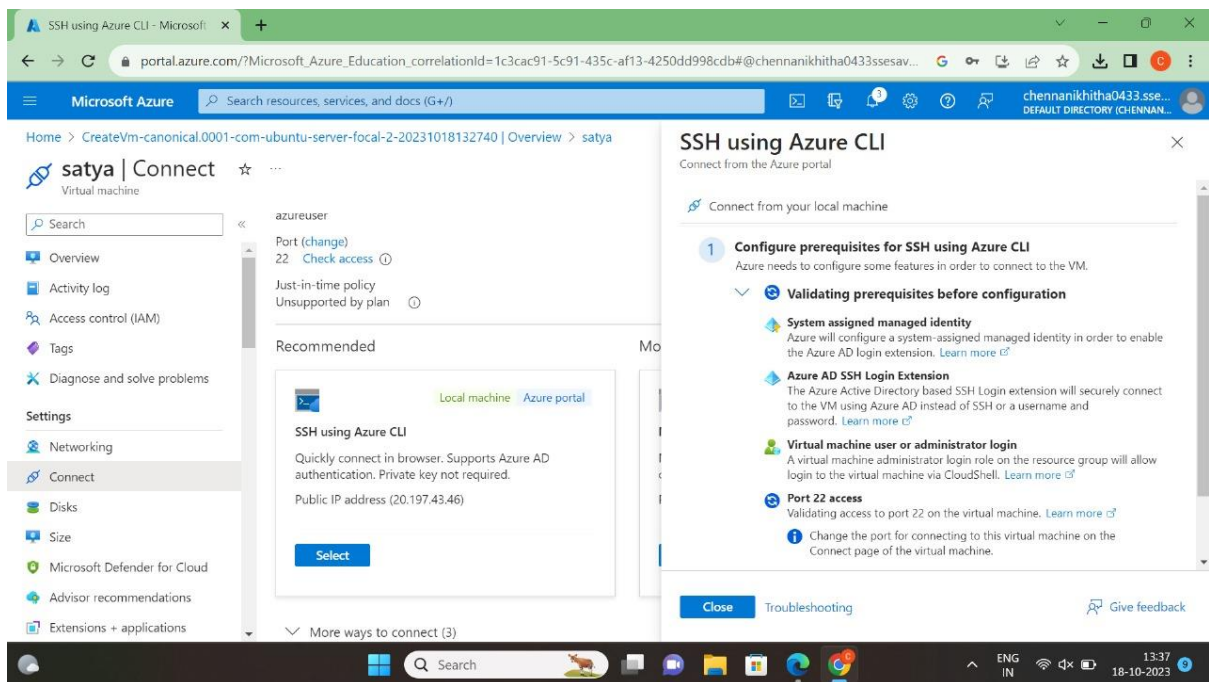 SSH using Azure CLI - Microsoft
portal.azure.com/?Microsoft_Azure_Education_correlationId=1c3cac91-5c91-435c-af13-4250dd998cdb#@chennanikhitha0433ssesav...
Microsoft Azure
Search resources, services, and docs (G+/)
3
chennanikhitha0433.sse...
DEFAULT DIRECTORY (CHENNAN...
Home > CreateVm-canonical.0001-com-ubuntu-server-focal-2-20231018132740 | Overview > satya
satya | Connect
Virtual machine
Search
Overview
Activity log
Access control (IAM)
Tags
Diagnose and solve problems
Settings
Networking
Connect
Disks
Size
Microsoft Defender for Cloud
Advisor recommendations
Extensions + applications
azureuser
Port (change)
22 Check access
Just-in-time policy
Unsupported by plan
Recommended
Mo
Local machine Azure portal
SSH using Azure CLI
Quickly connect in browser. Supports Azure AD
authentication. Private key not required.
Public IP address (20.197.43.46)
Select
More ways to connect (3)
SSH using Azure CLI
Connect from the Azure portal
Connect from your local machine
1 Configure prerequisites for SSH using Azure CLI
Azure needs to configure some features in order to connect to the VM.
Validating prerequisites before configuration
System assigned managed identity
Azure will configure a system-assigned managed identity in order to enable
the Azure AD login extension. Learn more
Azure AD SSH Login Extension
The Azure Active Directory based SSH Login extension will securely connect
to the VM using Azure AD instead of SSH or a username and
password. Learn more
Virtual machine user or administrator login
A virtual machine administrator login role on the resource group will allow
login to the virtual machine via CloudShell. Learn more
Port 22 access
Validating access to port 22 on the virtual machine. Learn more
Change the port for connecting to this virtual machine on the
Connect page of the virtual machine.
Close
Troubleshooting
Give feedback
Search
ENG
IN
13:37
18-10-2023
9